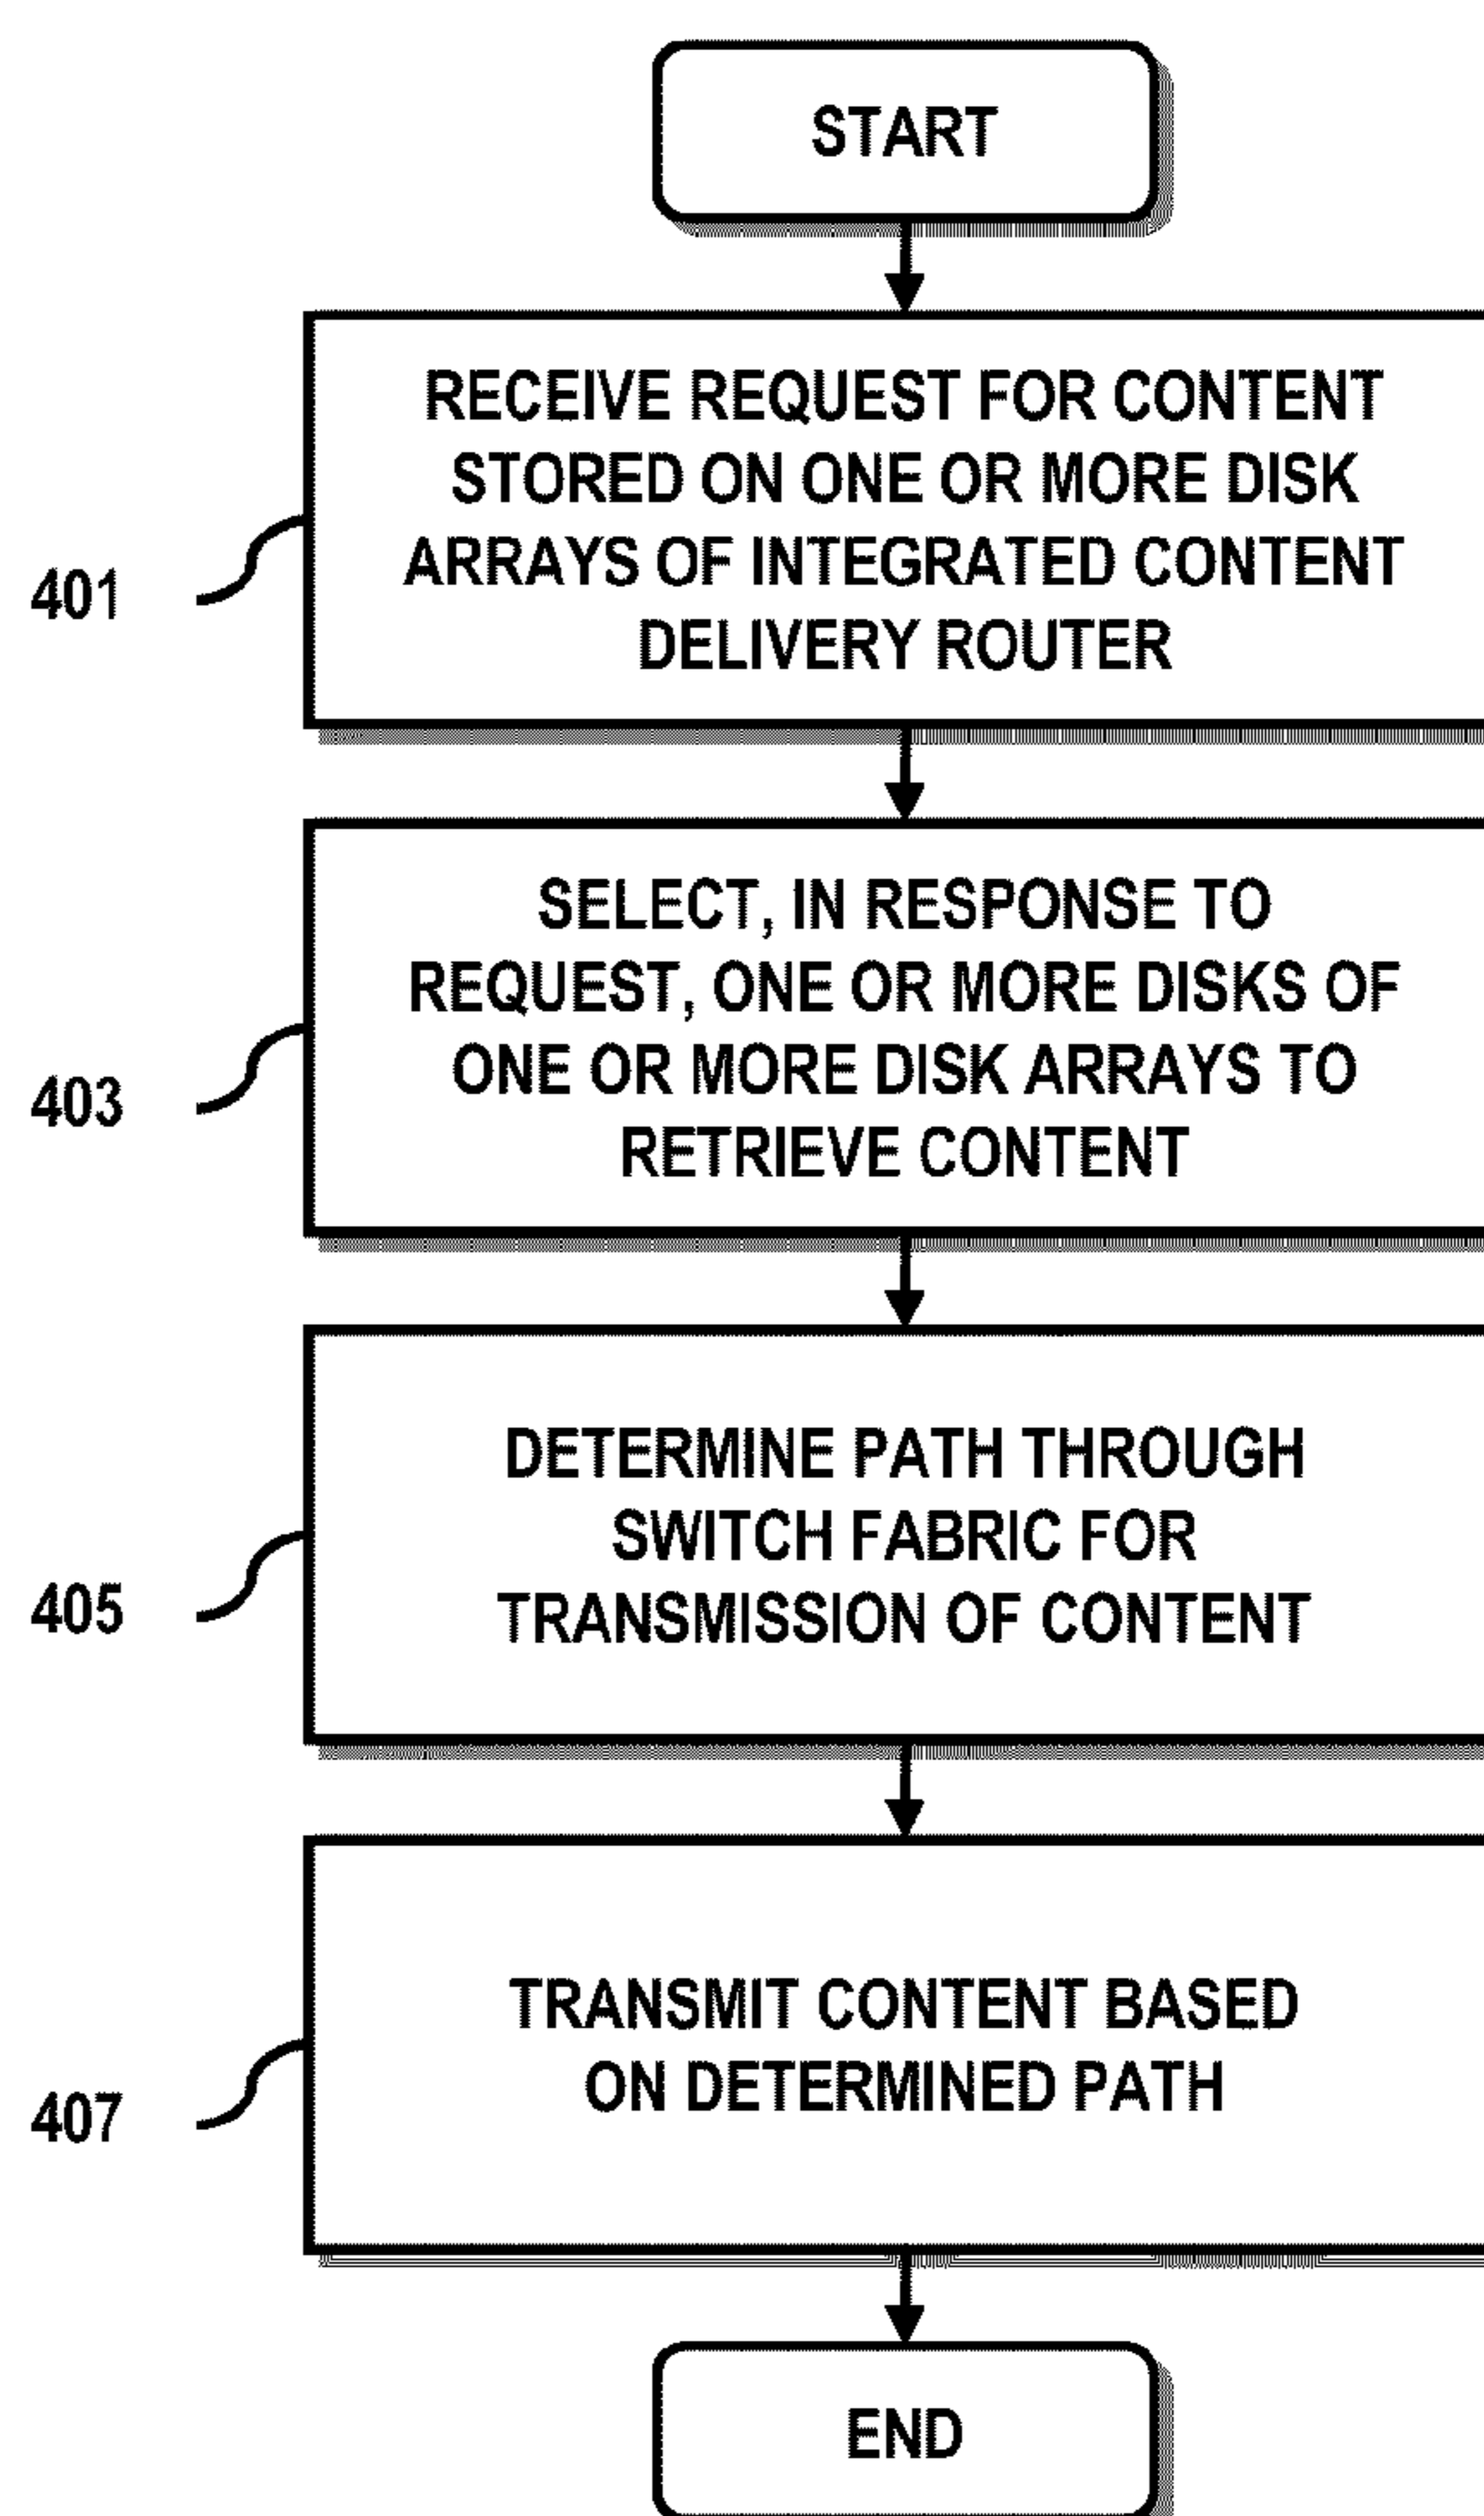 START
RECEIVE REQUEST FOR CONTENT
STORED ON ONE OR MORE DISK
ARRAYS OF INTEGRATED CONTENT
DELIVERY ROUTER
401
SELECT, IN RESPONSE TO
REQUEST, ONE OR MORE DISKS OF
ONE OR MORE DISK ARRAYS TO
RETRIEVE CONTENT
403
DETERMINE PATH THROUGH
SWITCH FABRIC FOR
TRANSMISSION OF CONTENT
405
TRANSMIT CONTENT BASED
ON DETERMINED PATH
407
END